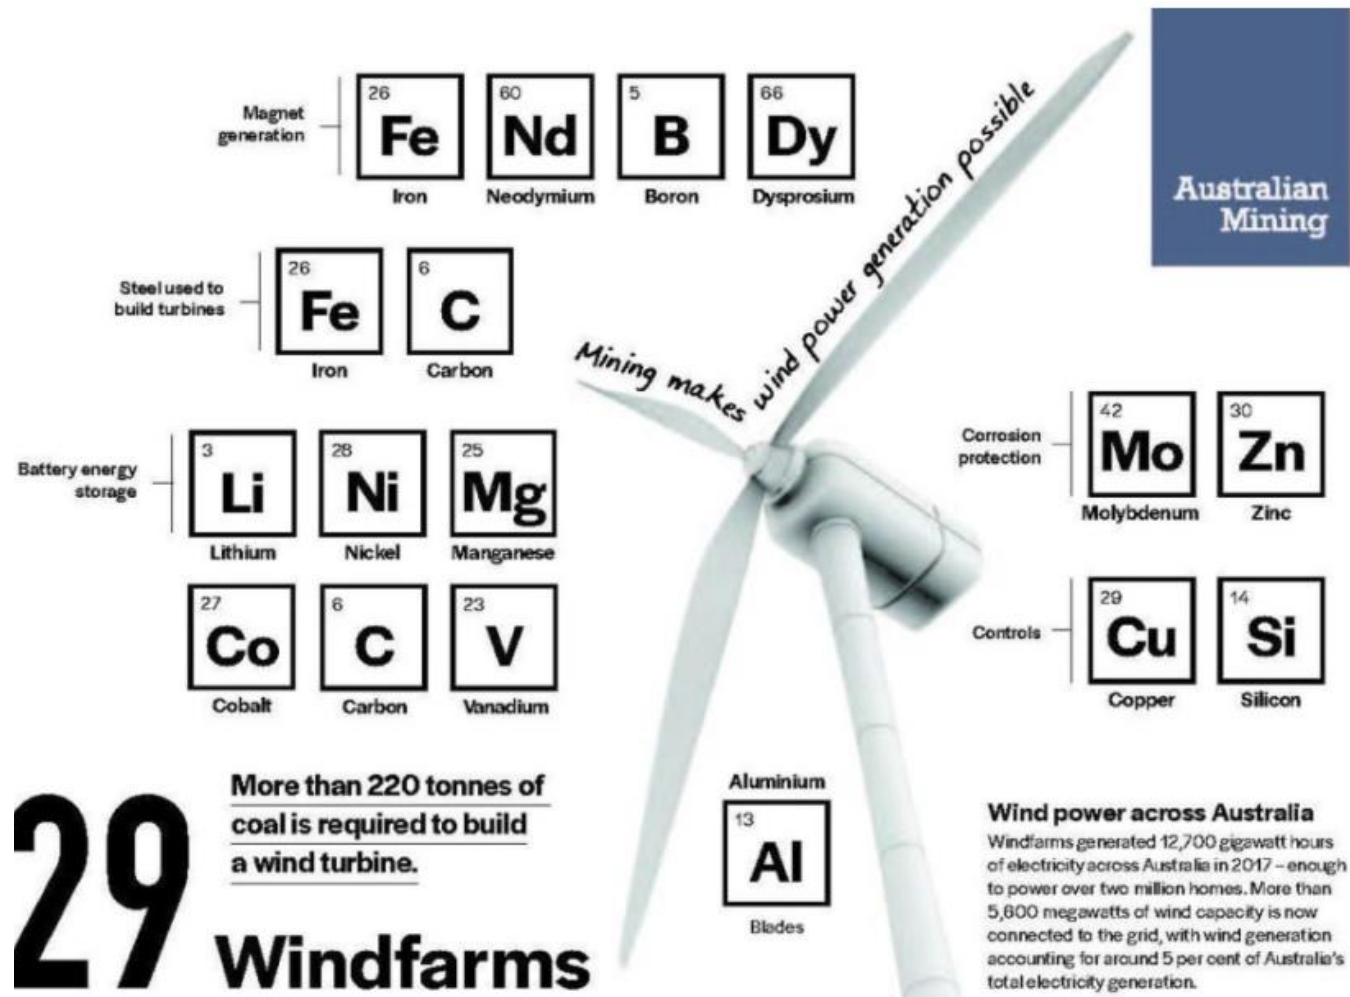 Magnet
generation
26
Fe
Iron
60
Nd
Neodymium
5
B
Boron
66
Dy
Dysprosium
Australian
Mining
Mining makes wind power generation possible
Steel used to
build turbines
26
Fe
Iron
6
C
Carbon
Battery energy
storage
3
Li
Lithium
28
Ni
Nickel
25
Mg
Manganese
27
Co
Cobalt
6
C
Carbon
23
V
Vanadium
Corrosion
protection
42
Mo
Molybdenum
30
Zn
Zinc
Controls
29
Cu
Copper
14
Si
Silicon
29
More than 220 tonnes of
coal is required to build
a wind turbine.
Windfarms
Aluminium
13
Al
Blades
Wind power across Australia
Windfarms generated 12,700 gigawatt hours
of electricity across Australia in 2017 – enough
to power over two million homes. More than
5,600 megawatts of wind capacity is now
connected to the grid, with wind generation
accounting for around 5 per cent of Australia's
total electricity generation.